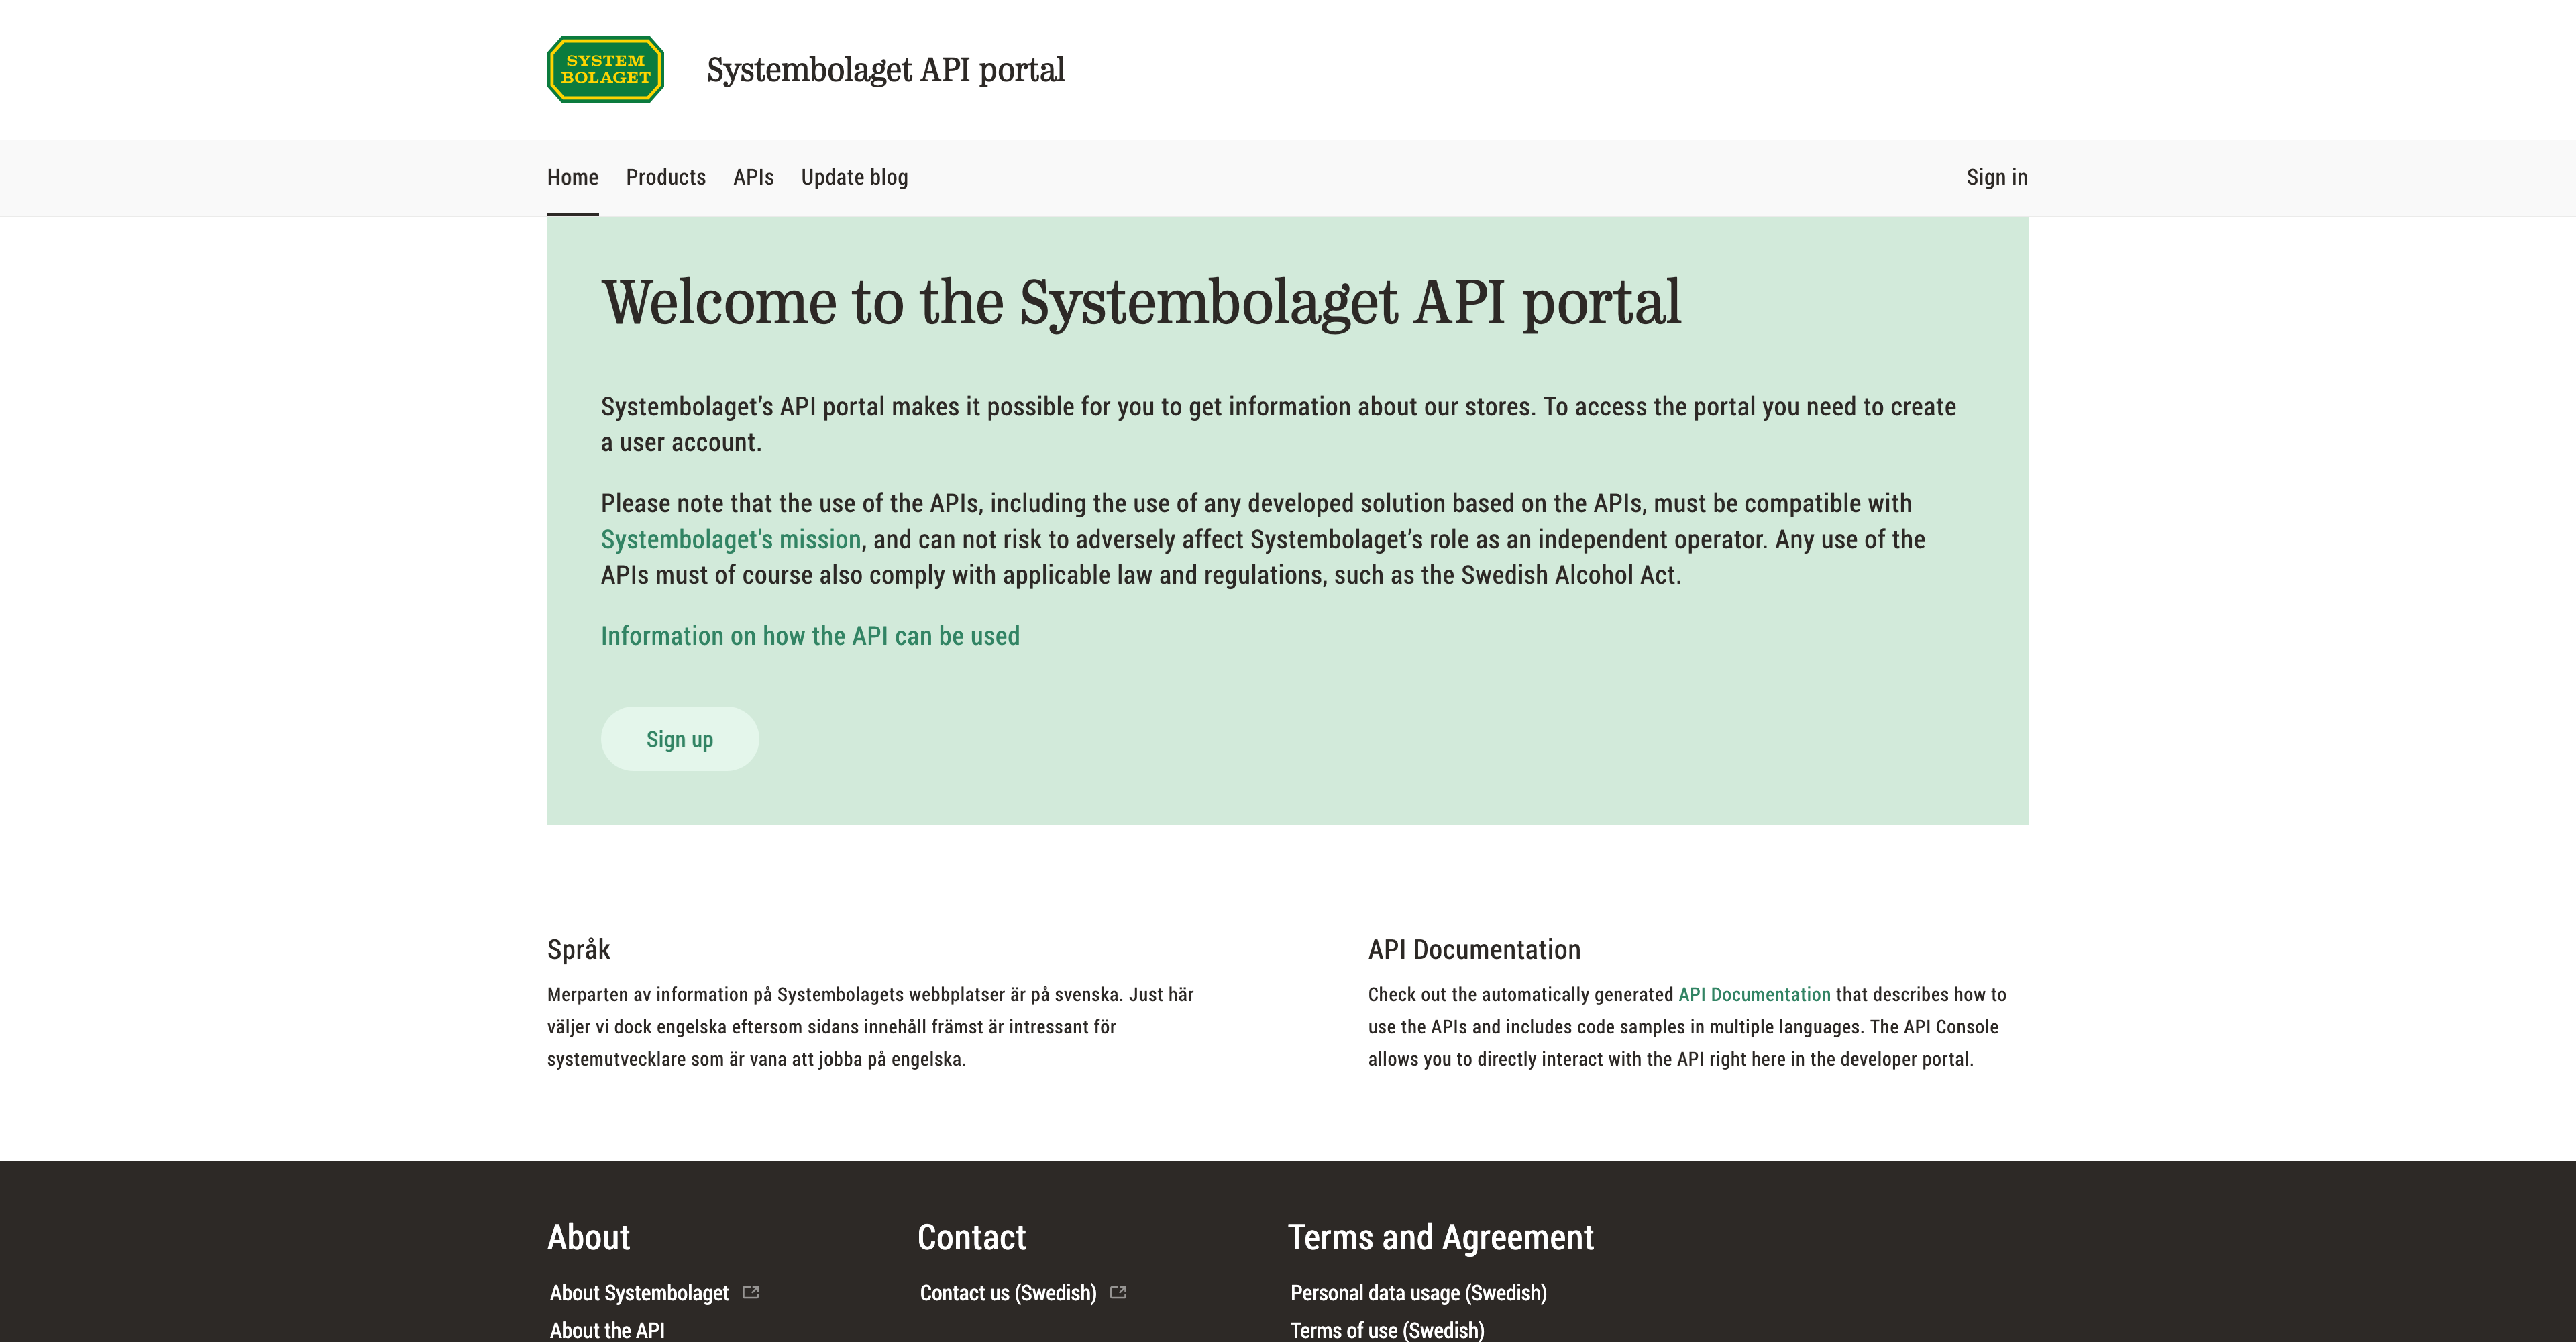 SYSTEM
BOLAGET
Systembolaget API portal
Home Products APIs Update blog Sign in
Welcome to the Systembolaget API portal
Systembolaget’s API portal makes it possible for you to get information about our stores. To access the portal you need to create
a user account.
Please note that the use of the APIs, including the use of any developed solution based on the APIs, must be compatible with
Systembolaget's mission, and can not risk to adversely affect Systembolaget’s role as an independent operator. Any use of the
APIs must of course also comply with applicable law and regulations, such as the Swedish Alcohol Act.
Information on how the API can be used
Sign up
Språk
Merparten av information på Systembolagets webbplatser är på svenska. Just här
väljer vi dock engelska eftersom sidans innehåll främst är intressant för
systemutvecklare som är vana att jobba på engelska.
API Documentation
Check out the automatically generated API Documentation that describes how to
use the APIs and includes code samples in multiple languages. The API Console
allows you to directly interact with the API right here in the developer portal.
About
About Systembolaget
About the API
Contact
Contact us (Swedish)
Terms and Agreement
Personal data usage (Swedish)
Terms of use (Swedish)